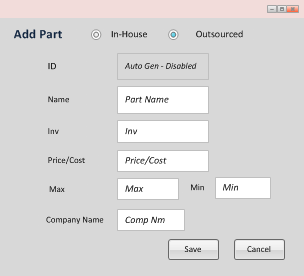 Add Part In-House Outsourced
ID Auto Gen - Disabled
Name Part Name
Inv Inv
Price/Cost Price/Cost
Max Max Min Min
Company Name Comp Nm
Save Cancel